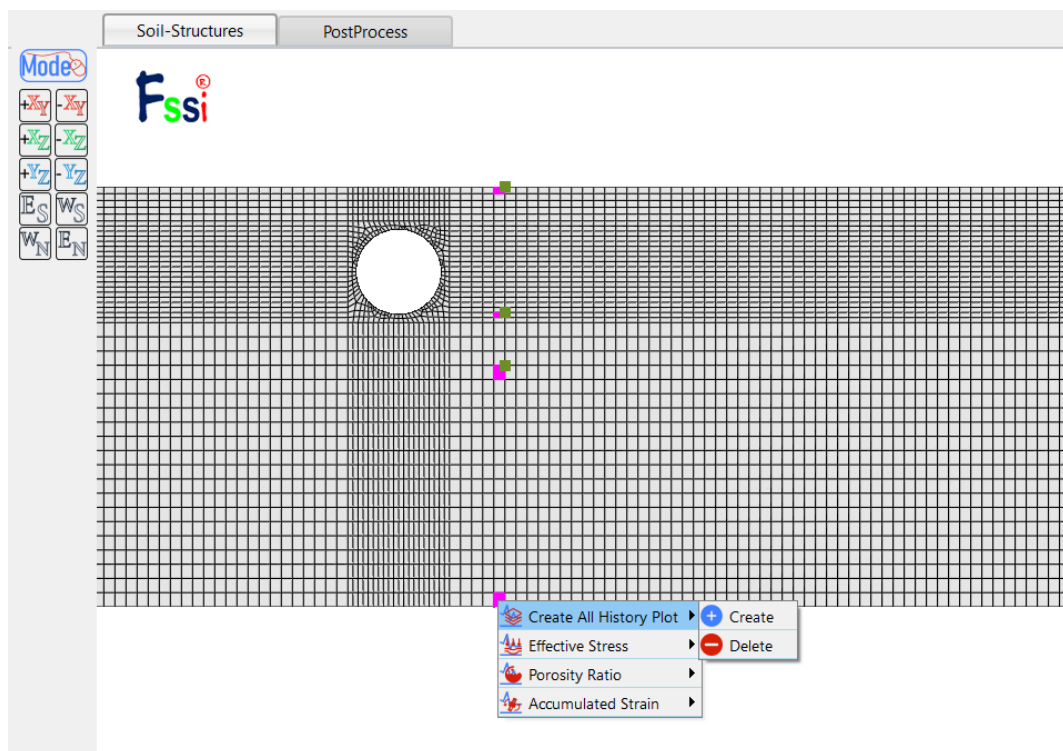 Soil-Structures PostProcess
Mode
Fssi®
+XY -XY
+XZ -XZ
+YZ -YZ
ES WS
WN EN
Create All History Plot Create
Effective Stress Delete
Porosity Ratio
Accumulated Strain